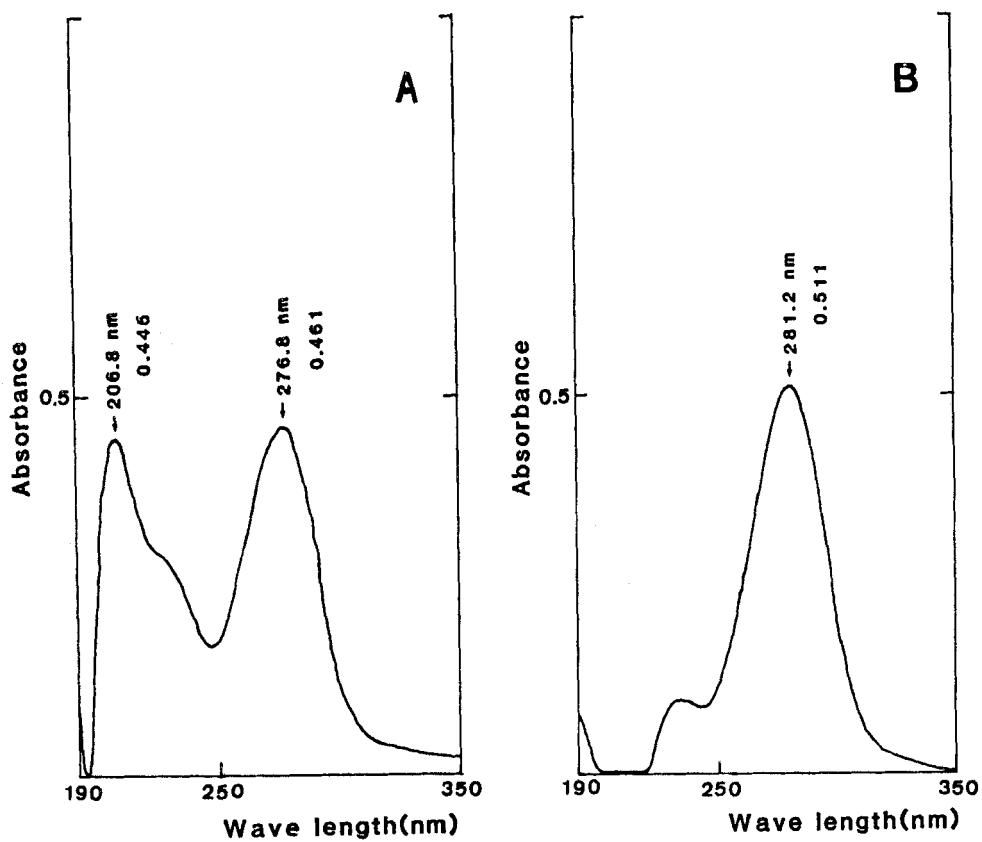 A
Absorbance
0.5
←206.8 nm
0.446
←276.8 nm
0.461
190
250
350
Wave length(nm)
B
Absorbance
0.5
←281.2 nm
0.511
190
250
350
Wave length(nm)